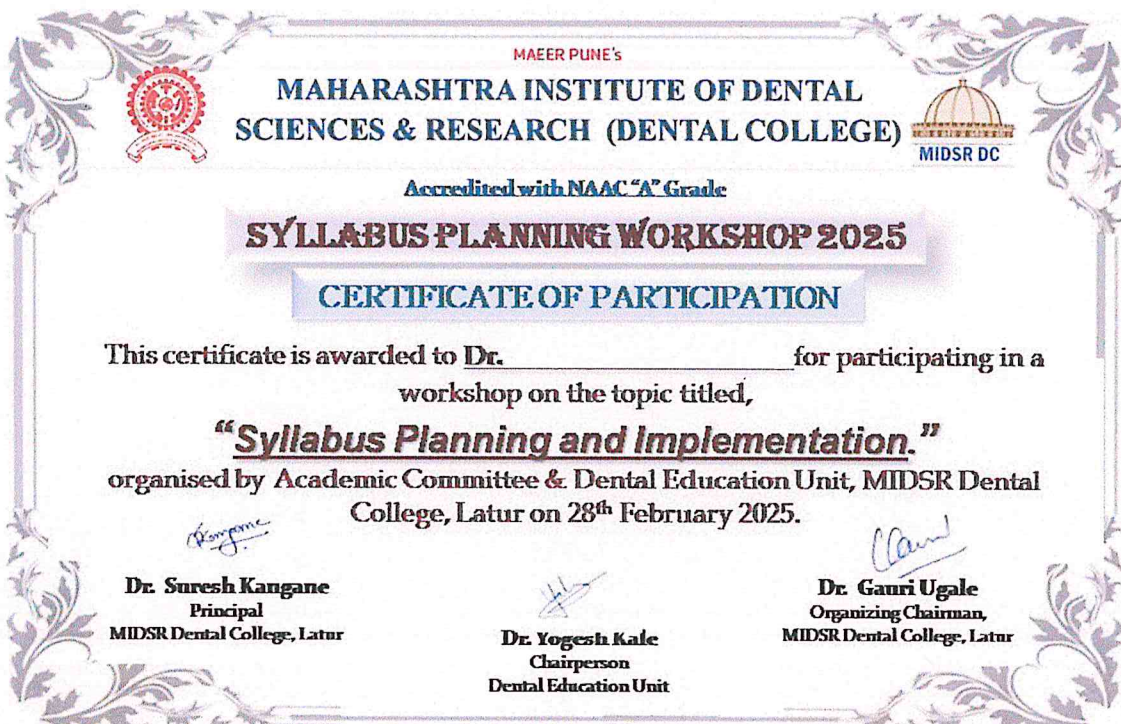 MAEER PUNE's
MAHARASHTRA INSTITUTE OF DENTAL
SCIENCES & RESEARCH (DENTAL COLLEGE)
MIDSR DC
Accredited with NAAC "A" Grade
SYLLABUS PLANNING WORKSHOP 2025
CERTIFICATE OF PARTICIPATION
This certificate is awarded to Dr. for participating in a
workshop on the topic titled,
“Syllabus Planning and Implementation.”
organised by Academic Committee & Dental Education Unit, MIDSR Dental
College, Latur on 28th February 2025.
Dr. Suresh Kangane
Principal
MIDSR Dental College, Latur
Dr. Yogesh Kale
Chairperson
Dental Education Unit
Dr. Gauri Ugale
Organizing Chairman,
MIDSR Dental College, Latur